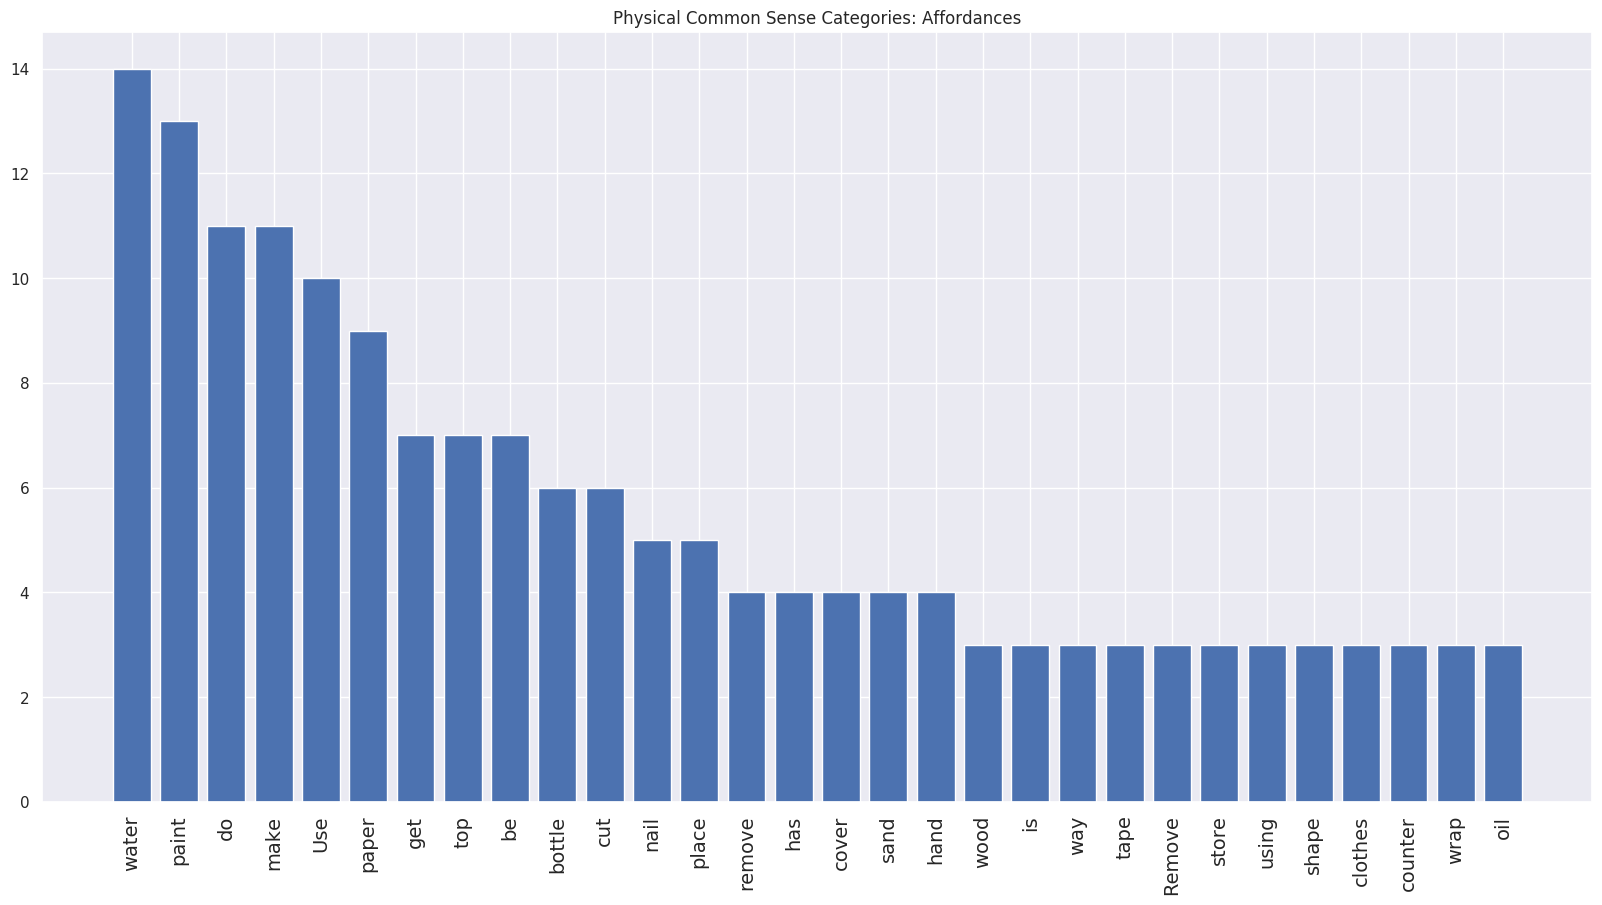 Physical Common Sense Categories: Affordances
14
12
10
8
6
4
2
0
water
paint
do
make
Use
paper
get
top
be
bottle
cut
nail
place
remove
has
cover
sand
hand
wood
is
way
tape
Remove
store
using
shape
clothes
counter
wrap
oil